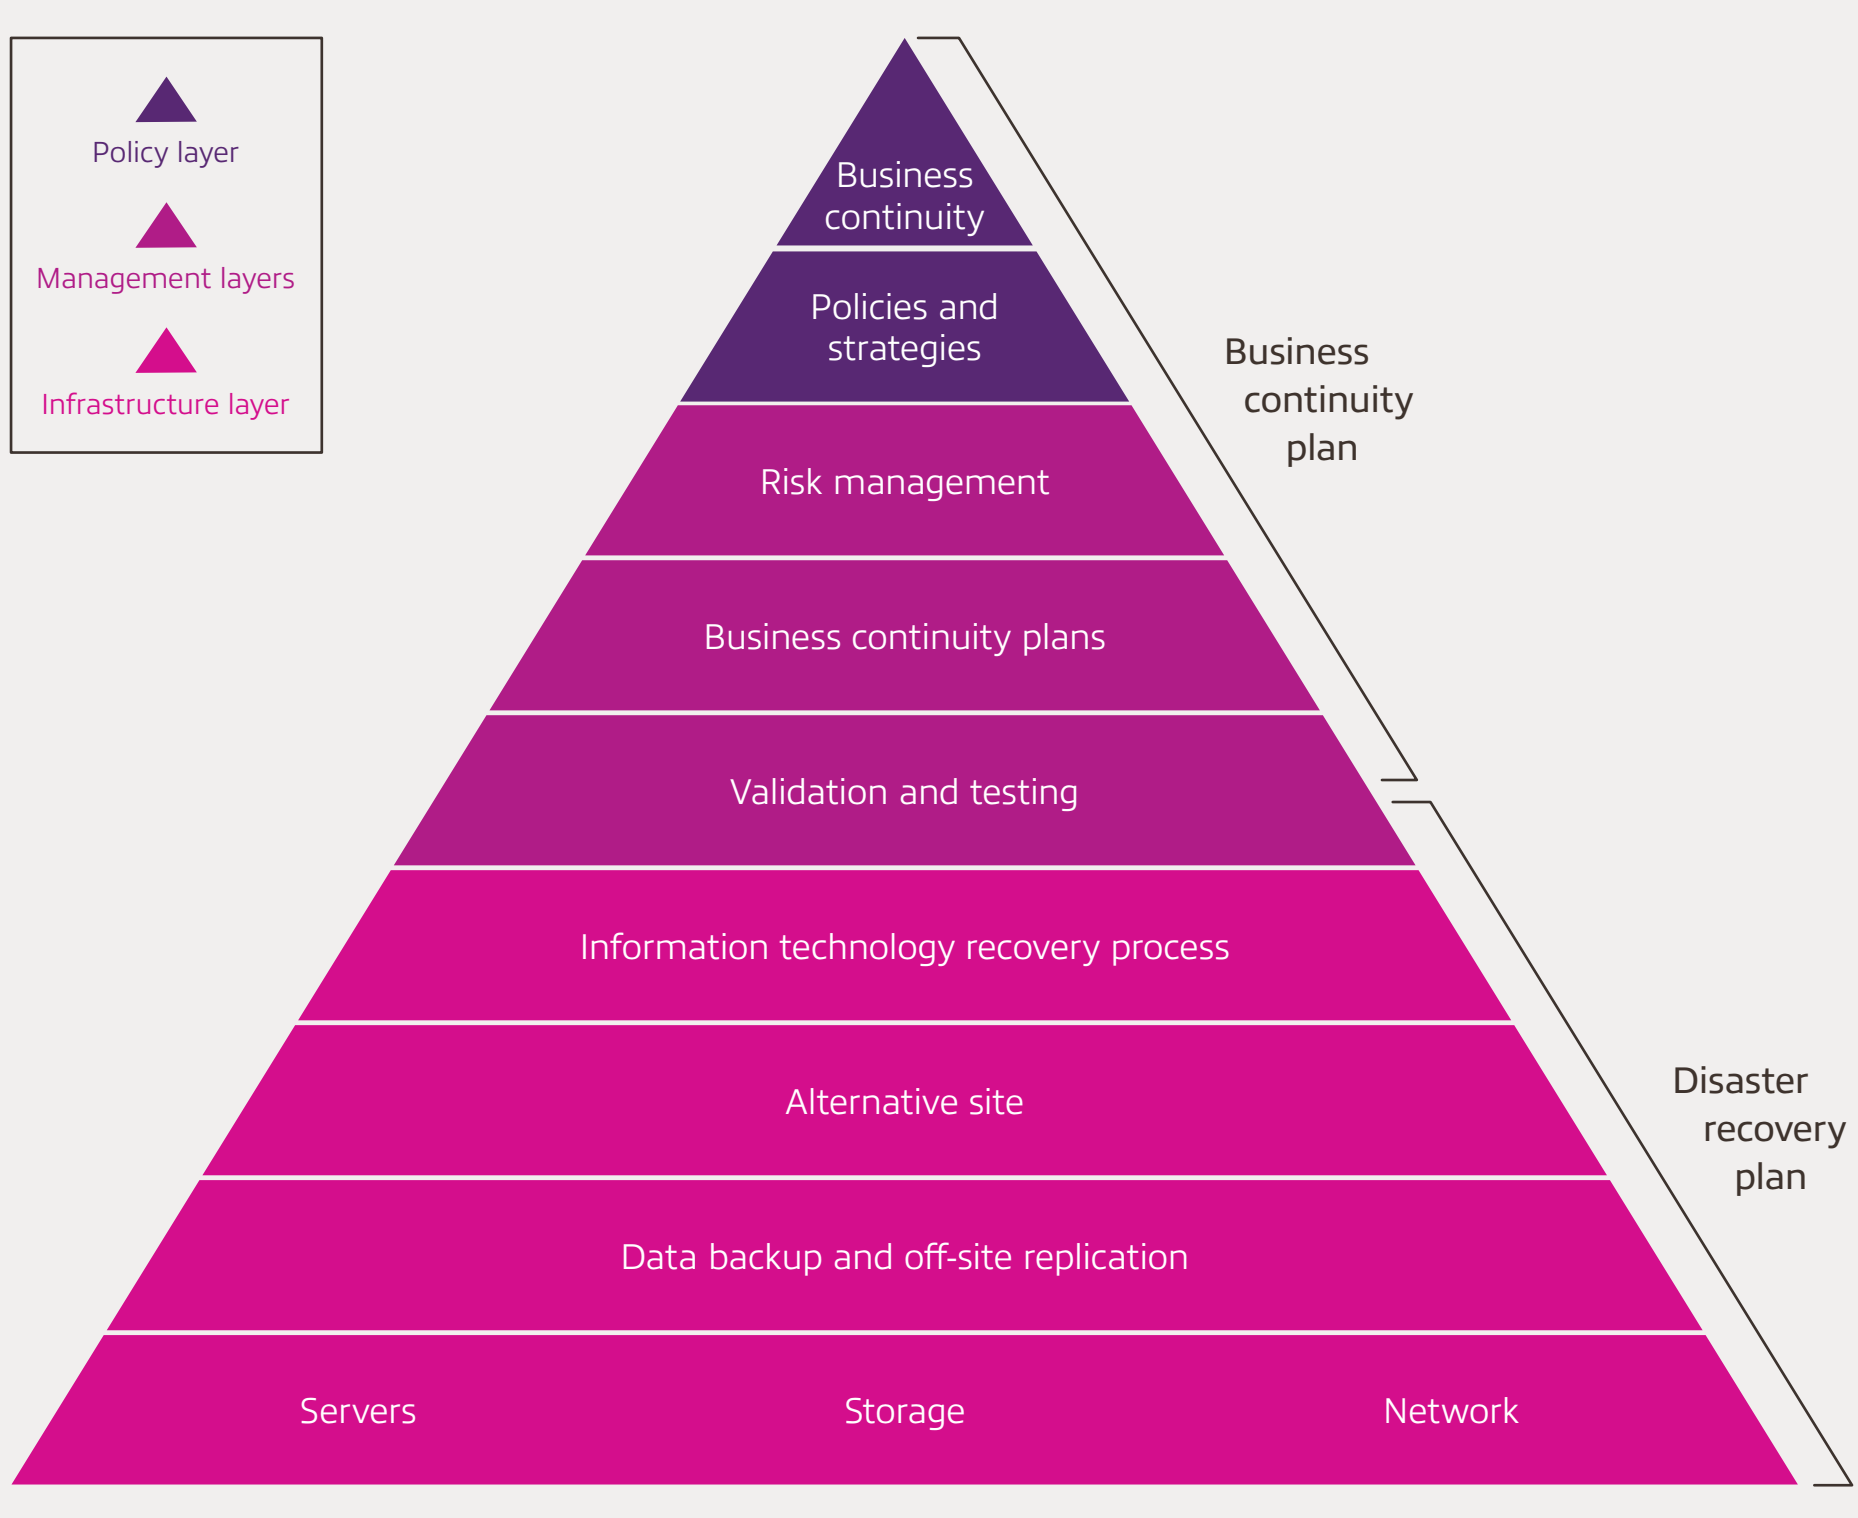 Policy layer
Management layers
Infrastructure layer
Business
continuity
Policies and
strategies
Risk management
Business continuity plans
Validation and testing
Information technology recovery process
Alternative site
Data backup and off-site replication
Servers Storage Network
Business
continuity
plan
Disaster
recovery
plan